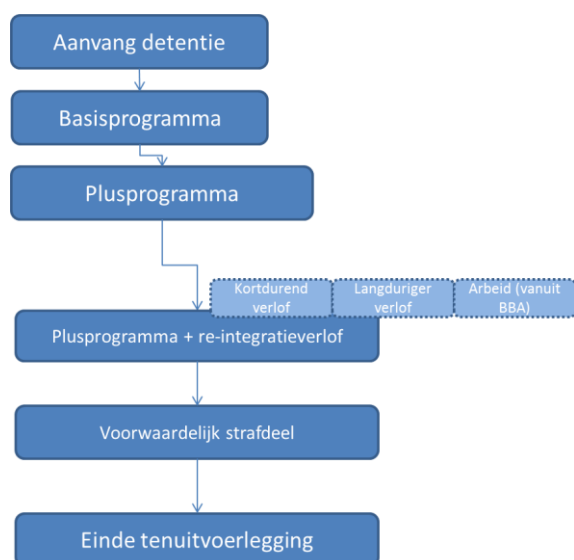 Aanvang detentie
Basisprogramma
Plusprogramma
Kortdurend
verlof
Langduriger
verlof
Arbeid (vanuit
BBA)
Plusprogramma + re-integratieverlof
Voorwaardelijk strafdeel
Einde tenuitvoerlegging